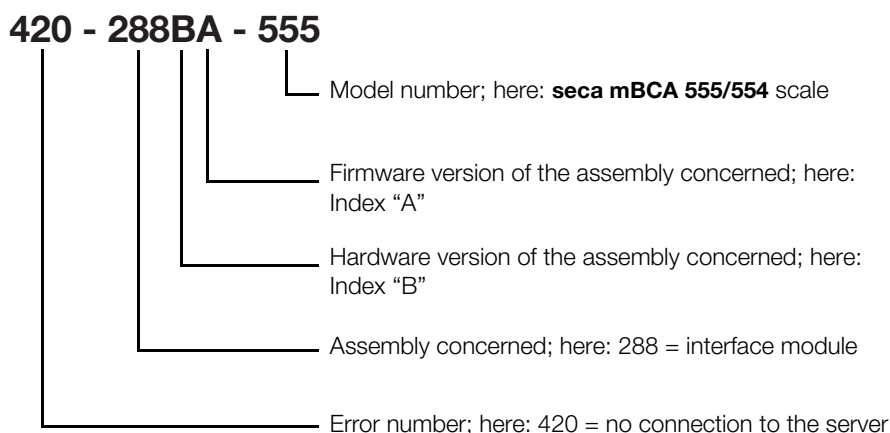 420 - 288BA - 555
Model number; here: seca mBCA 555/554 scale
Firmware version of the assembly concerned; here:
Index “A”
Hardware version of the assembly concerned; here:
Index “B”
Assembly concerned; here: 288 = interface module
Error number; here: 420 = no connection to the server